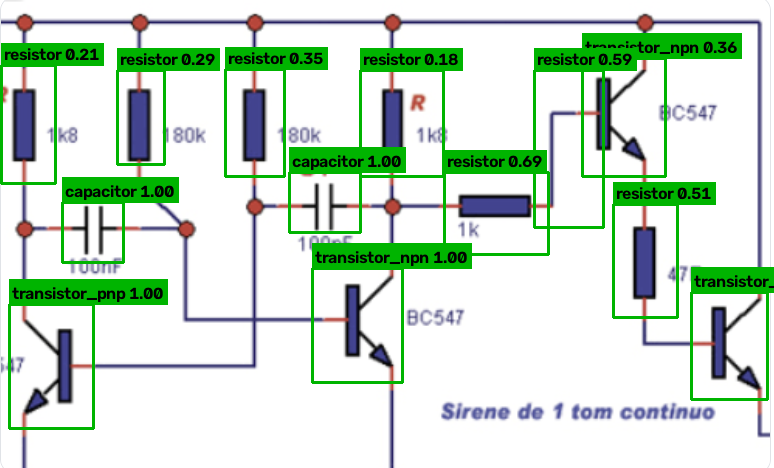 resistor 0.21
resistor 0.29
resistor 0.35
resistor 0.18
resistor 0.59
transistor_npn 0.36
R
1k8
180k
180k
R
1k8
BC547
capacitor 1.00
capacitor 1.00
resistor 0.69
resistor 0.51
100nF
1k
transistor_npn 1.00
transistor_pnp 1.00
transistor_
BC547
547
Sirene de 1 tom continuo